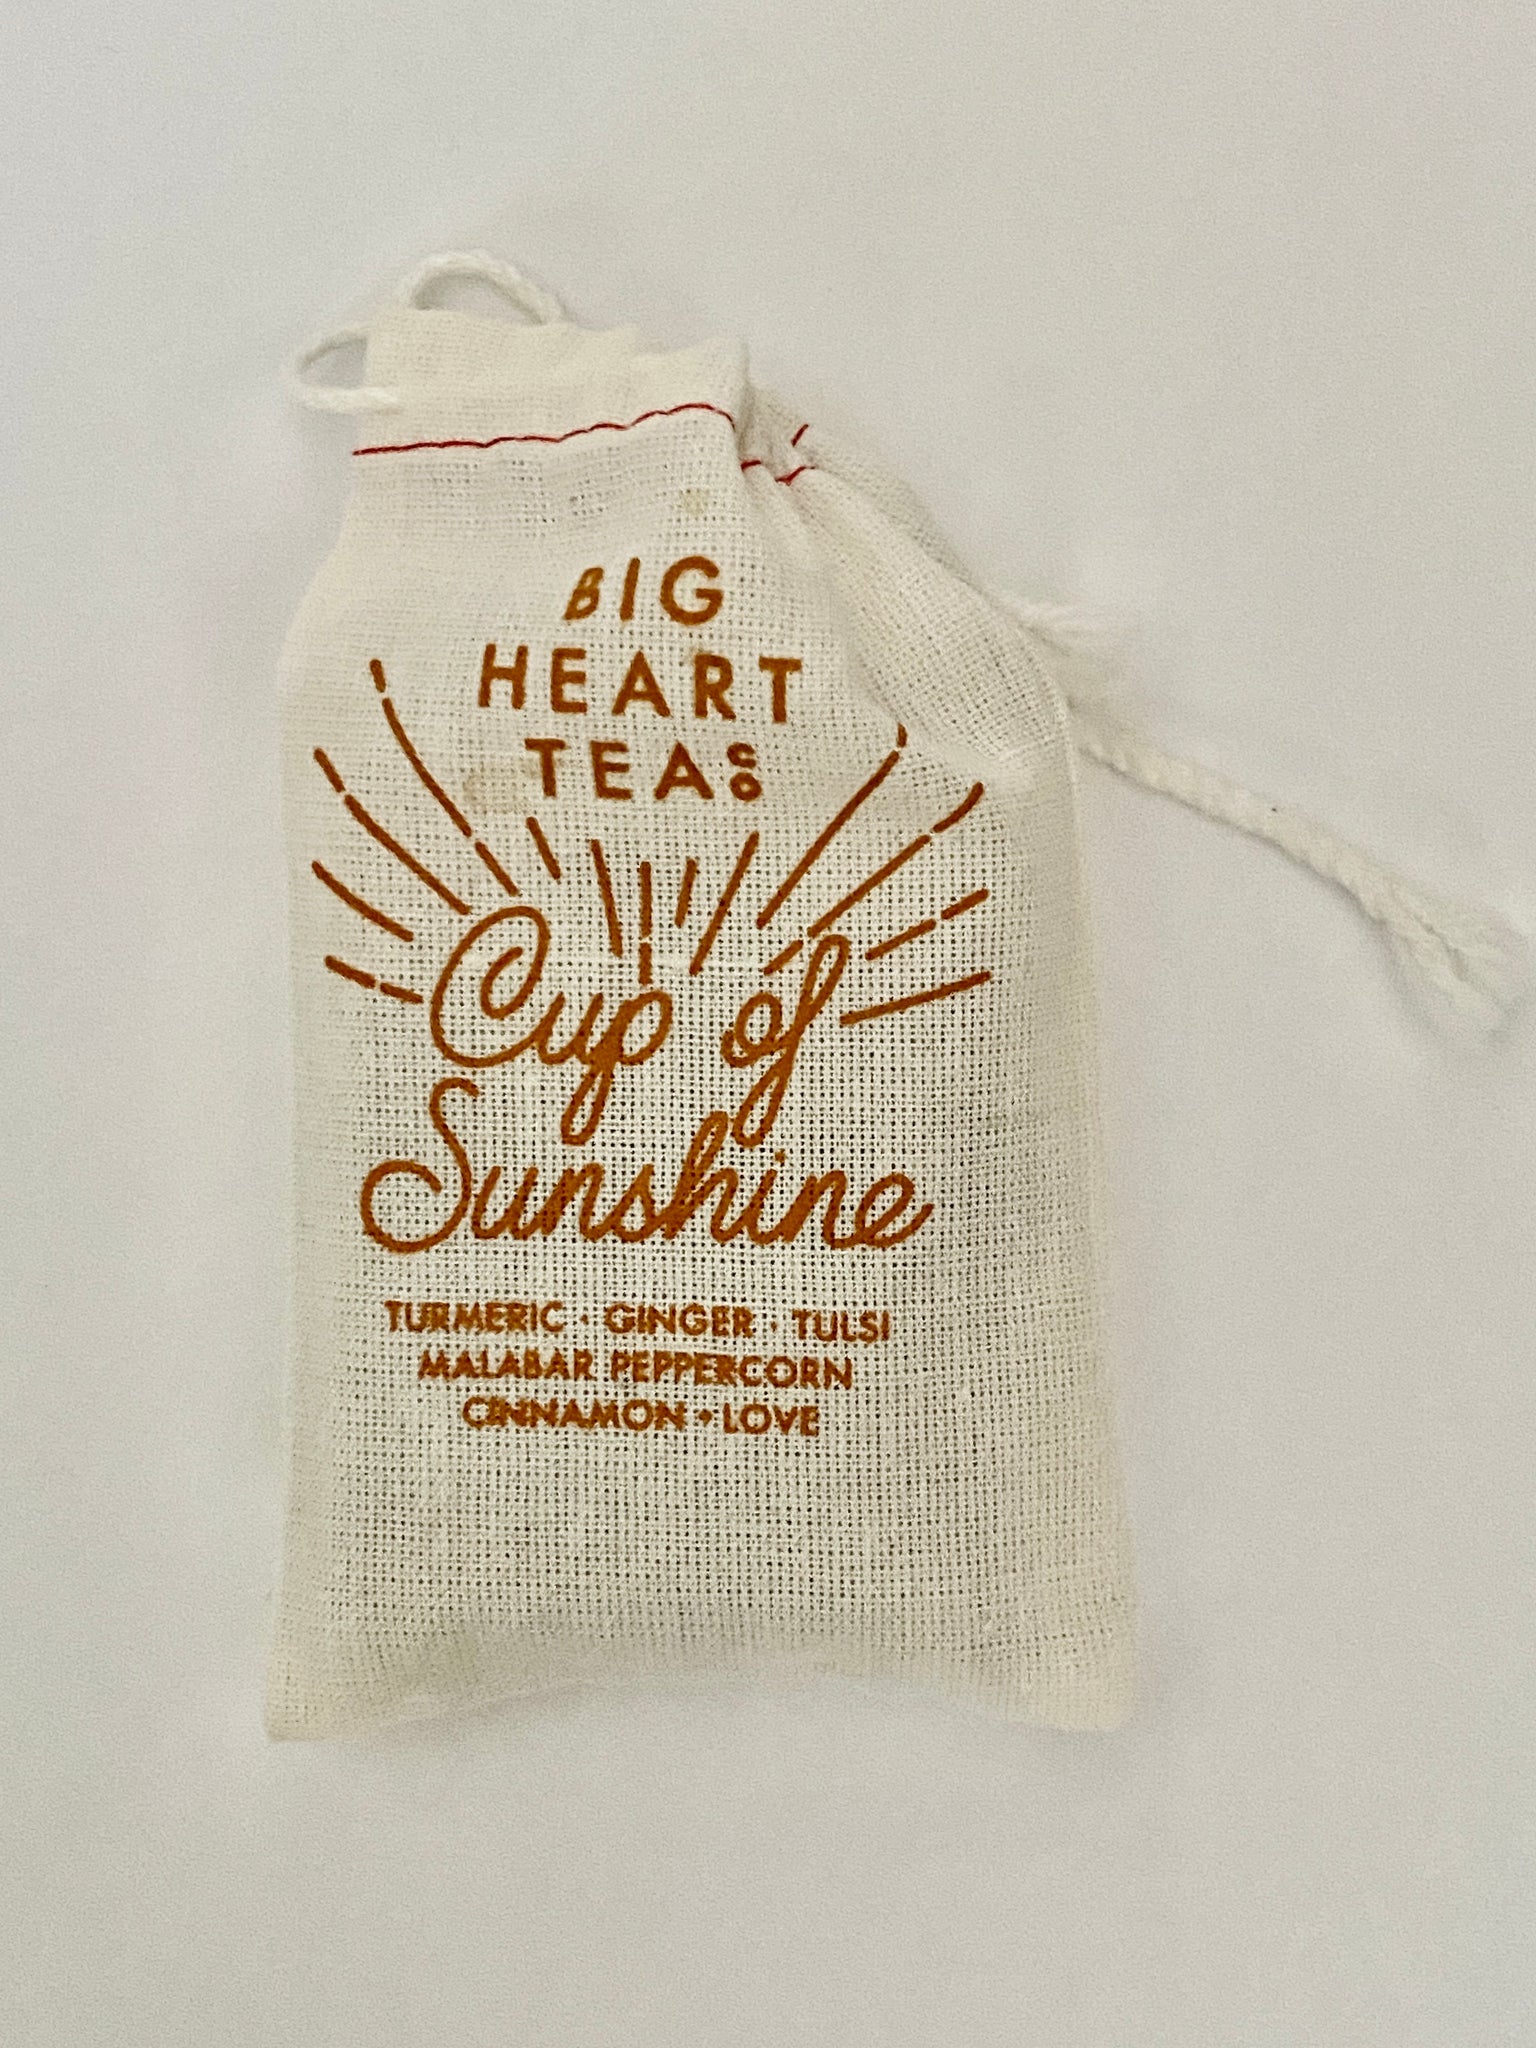 BIG
HEART
TEA CO
Cup of
Sunshine
TURMERIC · GINGER · TULSI
MALABAR PEPPERCORN
CINNAMON · LOVE